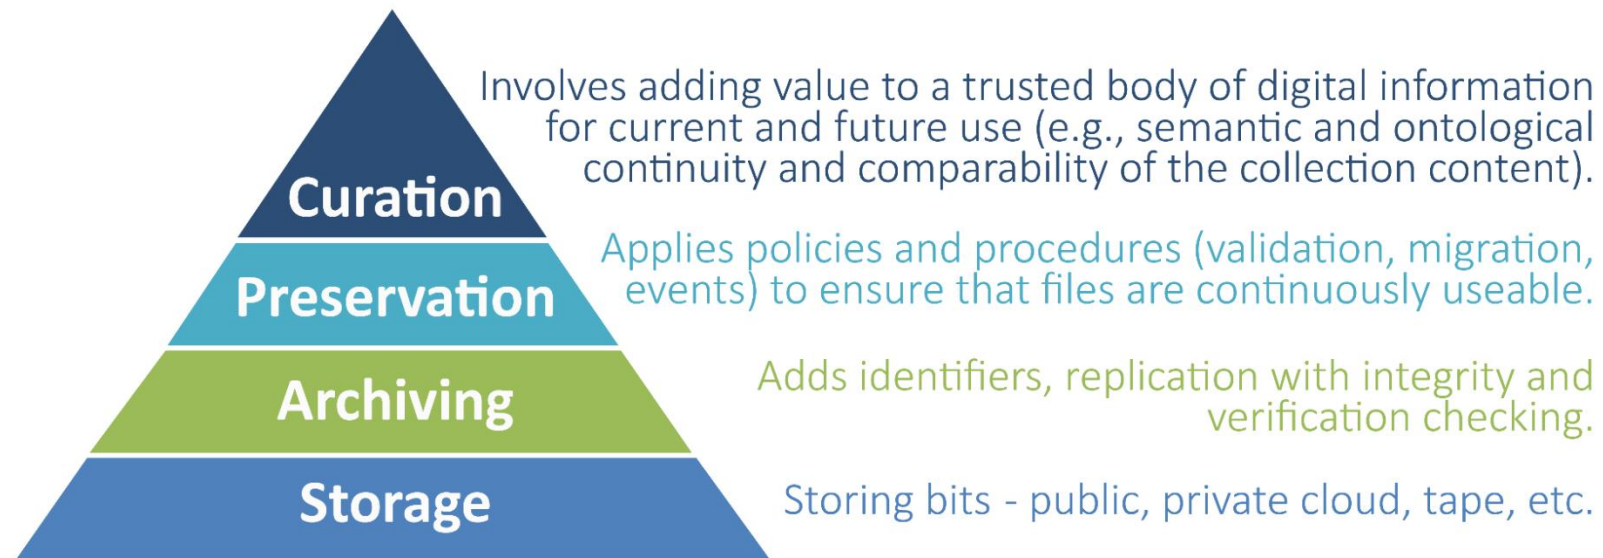 Curation
Involves adding value to a trusted body of digital information
for current and future use (e.g., semantic and ontological
continuity and comparability of the collection content).
Preservation
Applies policies and procedures (validation, migration,
events) to ensure that files are continuously useable.
Archiving
Adds identifiers, replication with integrity and
verification checking.
Storage
Storing bits - public, private cloud, tape, etc.